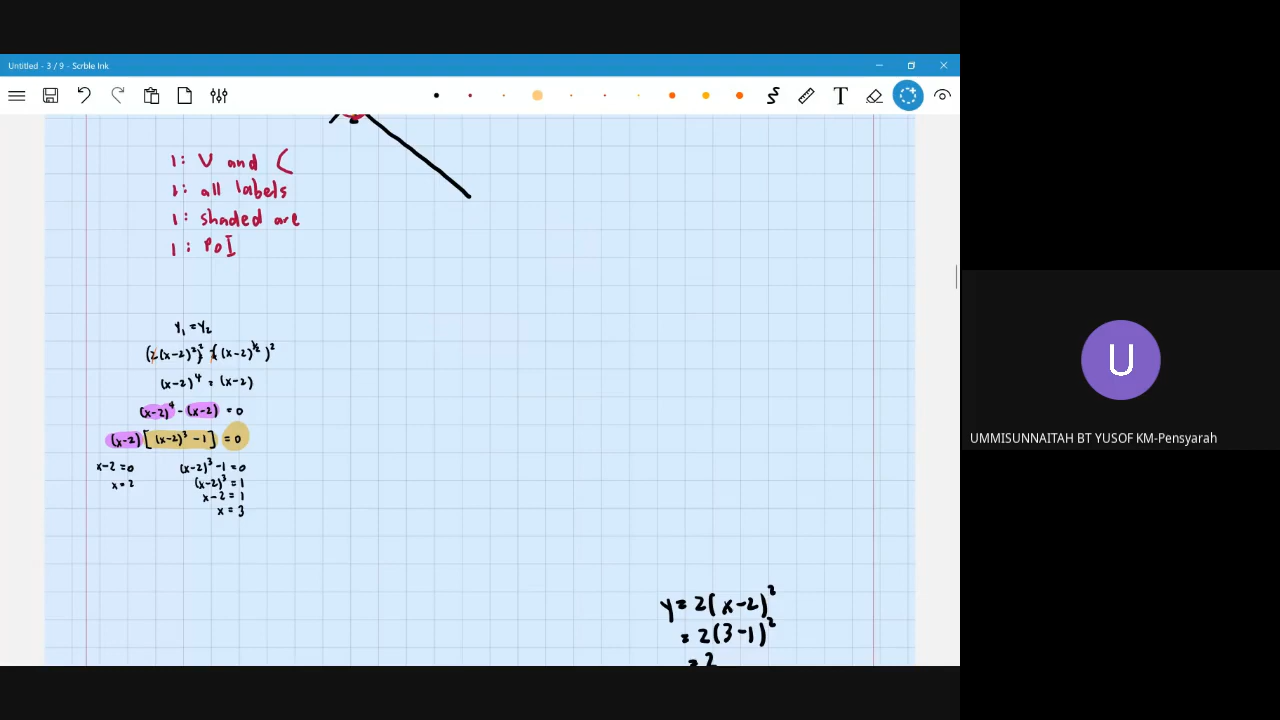 Untitled - 3 / 9 - Scrble Ink
1: V and (
1: all labels
1: shaded are
1: POI
Y₁ = Y₂
(2(x-2)²)² = (2(x-2)^½)²
(x-2)⁴ = (x-2)
(x-2)⁴ - (x-2) = 0
(x-2) [(x-2)³ - 1] = 0
x-2 = 0 (x-2)³ - 1 = 0
x = 2 (x-2)³ = 1
x-2 = 1
x = 3
y = 2(x-2)²
= 2(3-1)²
= 2
U
UMMISUNNAITAH BT YUSOF KM-Pensyarah